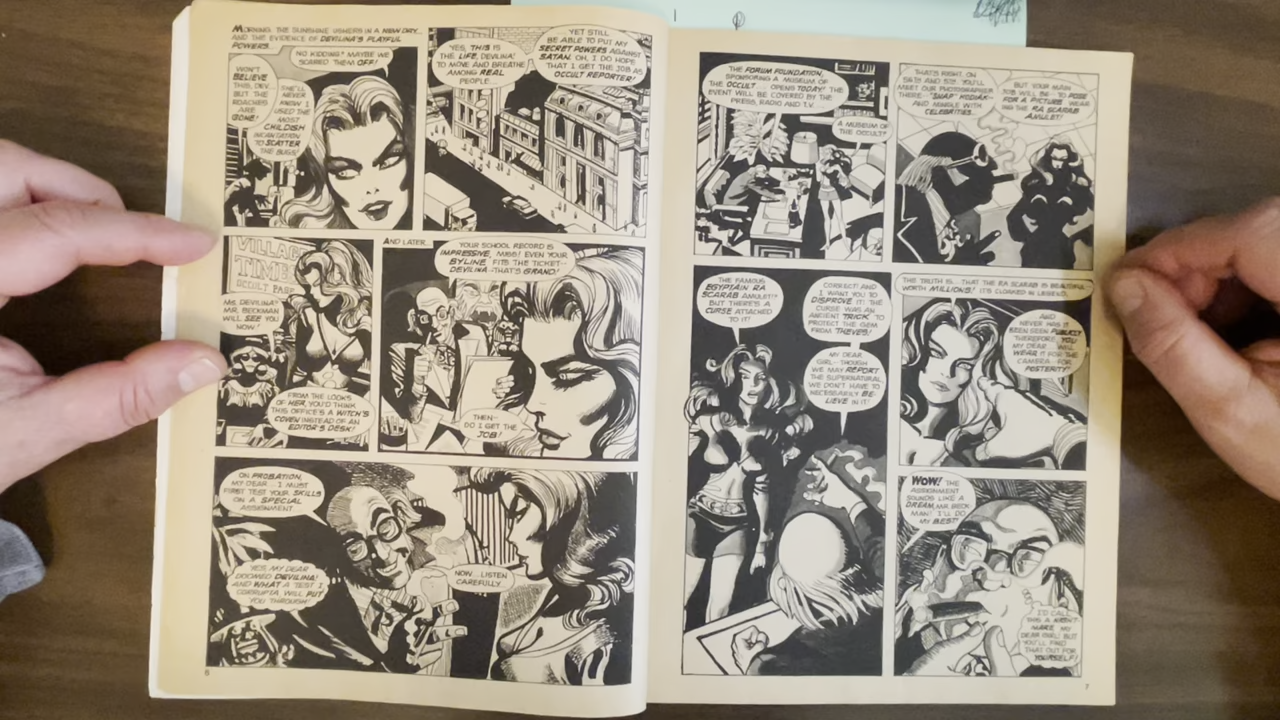 MORNING. THE SUNSHINE USHERS IN A NEW DAY...
AND THE EVIDENCE OF DEVILINA'S PLAYFUL
POWERS...
NO KIDDING? MAYBE WE
SCARED THEM OFF!
WON'T
BELIEVE
THIS, DEV...
BUT THE
ROACHES
ARE
GONE!
SHE'LL
NEVER
KNOW I
USED THE
MOST
CHILDISH
INCANTATION
TO SCATTER
THE BUGS!
YES, THIS IS
THE LIFE, DEVILINA!
TO MOVE AND BREATHE
AMONG REAL
PEOPLE...
YET STILL
BE ABLE TO PUT MY
SECRET POWERS AGAINST
SATAN. OH, I DO HOPE
THAT I GET THE JOB AS
OCCULT REPORTER!
VILLAGE
TIMES
OCCULT PAGE
MS. DEVILINA?
MR. BEEKMAN
WILL SEE YOU
NOW!
FROM THE LOOKS
OF HER, YOU'D THINK
THIS OFFICE'S A WITCH'S
COVEN INSTEAD OF AN
EDITOR'S DESK!
AND LATER...
YOUR SCHOOL RECORD IS
IMPRESSIVE, MISS! EVEN YOUR
BYLINE FITS THE TICKET--
DEVILINA--THAT'S GRAND!
THEN--
DO I GET THE
JOB!
ON PROBATION,
MY DEAR... I MUST
FIRST TEST YOUR SKILLS
ON A SPECIAL
ASSIGNMENT.
YES, MY DEAR
DOOMED DEVILINA!
AND WHAT A TEST I,
CORRUPTA, WILL PUT
YOU THROUGH!
NOW... LISTEN
CAREFULLY...
6
THE FORUM FOUNDATION,
SPONSORING A MUSEUM OF
THE OCCULT... OPENS TODAY! THE
EVENT WILL BE COVERED BY THE
PRESS, RADIO AND T.V....
A MUSEUM OF
THE OCCULT?
THAT'S RIGHT. ON
MEET OUR PHOTOGRAPHER
THERE, "SNAP" KODAK--
AND MINGLE WITH
CELEBRITIES...
BUT YOUR MAIN
JOB WILL BE-- TO POSE
FOR A PICTURE WEAR-
ING THE RA SCARAB
AMULET!
THE FAMOUS
EGYPTIAN RA
SCARAB AMULET?
BUT THERE'S A
CURSE ATTACHED
TO IT!
CORRECT! AND
I WANT YOU TO
DISPROVE IT! THE
CURSE WAS AN
ANCIENT TRICK TO
PROTECT THE GEM
FROM THIEVES!
MY DEAR
GIRL--THOUGH
WE MAY REPORT
THE SUPERNATURAL,
WE DON'T HAVE TO
NECESSARILY BE-
LIEVE IN IT!
THE TRUTH IS... THAT THE RA SCARAB IS BEAUTIFUL--
WORTH MILLIONS! IT'S CLOAKED IN LEGEND.
AND
NEVER HAS IT
BEEN SEEN PUBLICLY.
THEREFORE, YOU
MY DEAR... WILL
WEAR IT FOR THE
CAMERA--FOR
POSTERITY!
WOW! THE
ASSIGNMENT
SOUNDS LIKE A
DREAM, MR. BEEK-
MAN! I'LL DO
MY BEST!
I'D CALL
THIS A NIGHT-
MARE, MY
DEAR GIRL! BUT
YOU'LL FIND
THAT OUT FOR
YOURSELF!
7